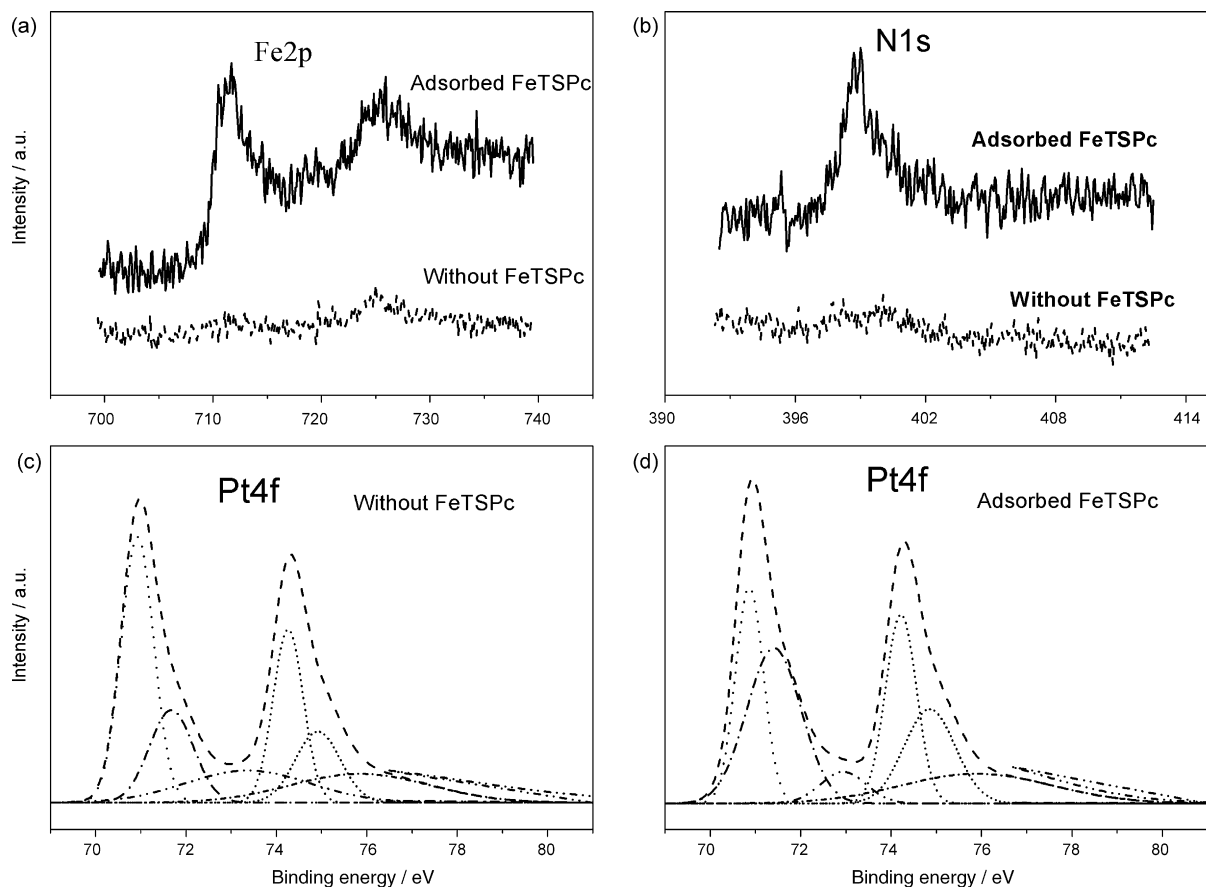 (a)
Fe2p
Adsorbed FeTSPc
Without FeTSPc
Intensity / a.u.
700 710 720 730 740
(b)
N1s
Adsorbed FeTSPc
Without FeTSPc
390 396 402 408 414
(c)
Pt4f
Without FeTSPc
Intensity / a.u.
70 72 74 76 78 80
Binding energy / eV
(d)
Pt4f
Adsorbed FeTSPc
70 72 74 76 78 80
Binding energy / eV